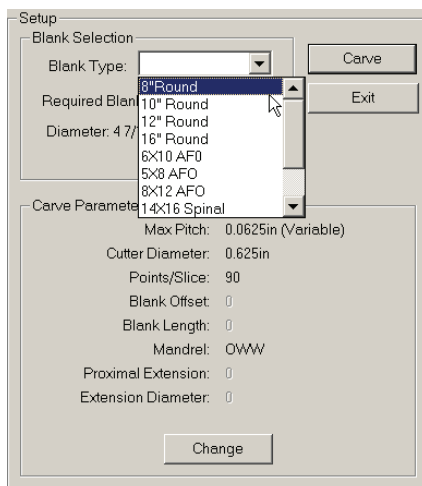 Setup
Blank Selection
Blank Type:
Carve
8"Round
10" Round
12" Round
16" Round
6X10 AF0
5X8 AFO
8X12 AFO
14X16 Spinal
Required Blan
Exit
Diameter: 4 7/
Carve Paramete
Max Pitch: 0.0625in (Variable)
Cutter Diameter: 0.625in
Points/Slice: 90
Blank Offset: 0
Blank Length: 0
Mandrel: OWW
Proximal Extension: 0
Extension Diameter: 0
Change